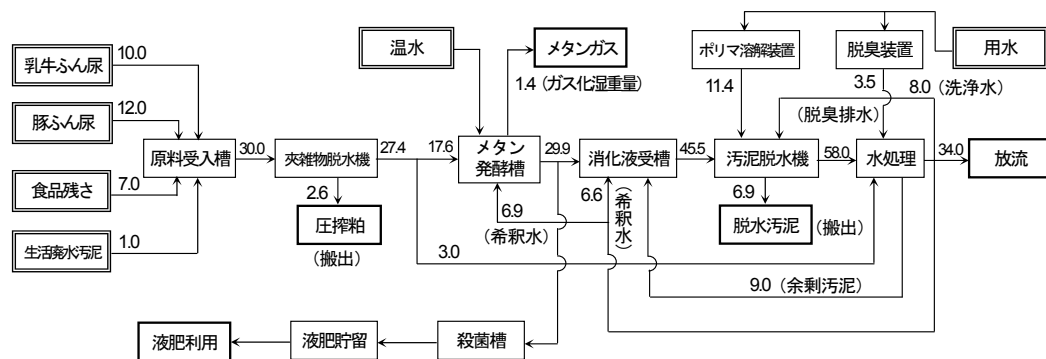 乳牛ふん尿
10.0
豚ふん尿
12.0
食品残さ
7.0
生活廃水汚泥
1.0
原料受入槽
30.0
夾雑物脱水機
27.4
2.6
圧搾粕
(搬出)
17.6
温水
メタン
発酵槽
メタンガス
1.4 (ガス化湿重量)
29.9
6.9
(希釈水)
3.0
消化液受槽
45.5
6.6
(希釈水)
ポリマ溶解装置
11.4
脱臭装置
3.5
(脱臭排水)
用水
8.0 (洗浄水)
汚泥脱水機
58.0
6.9
脱水汚泥
(搬出)
水処理
34.0
放流
9.0 (余剰汚泥)
液肥利用
液肥貯留
殺菌槽